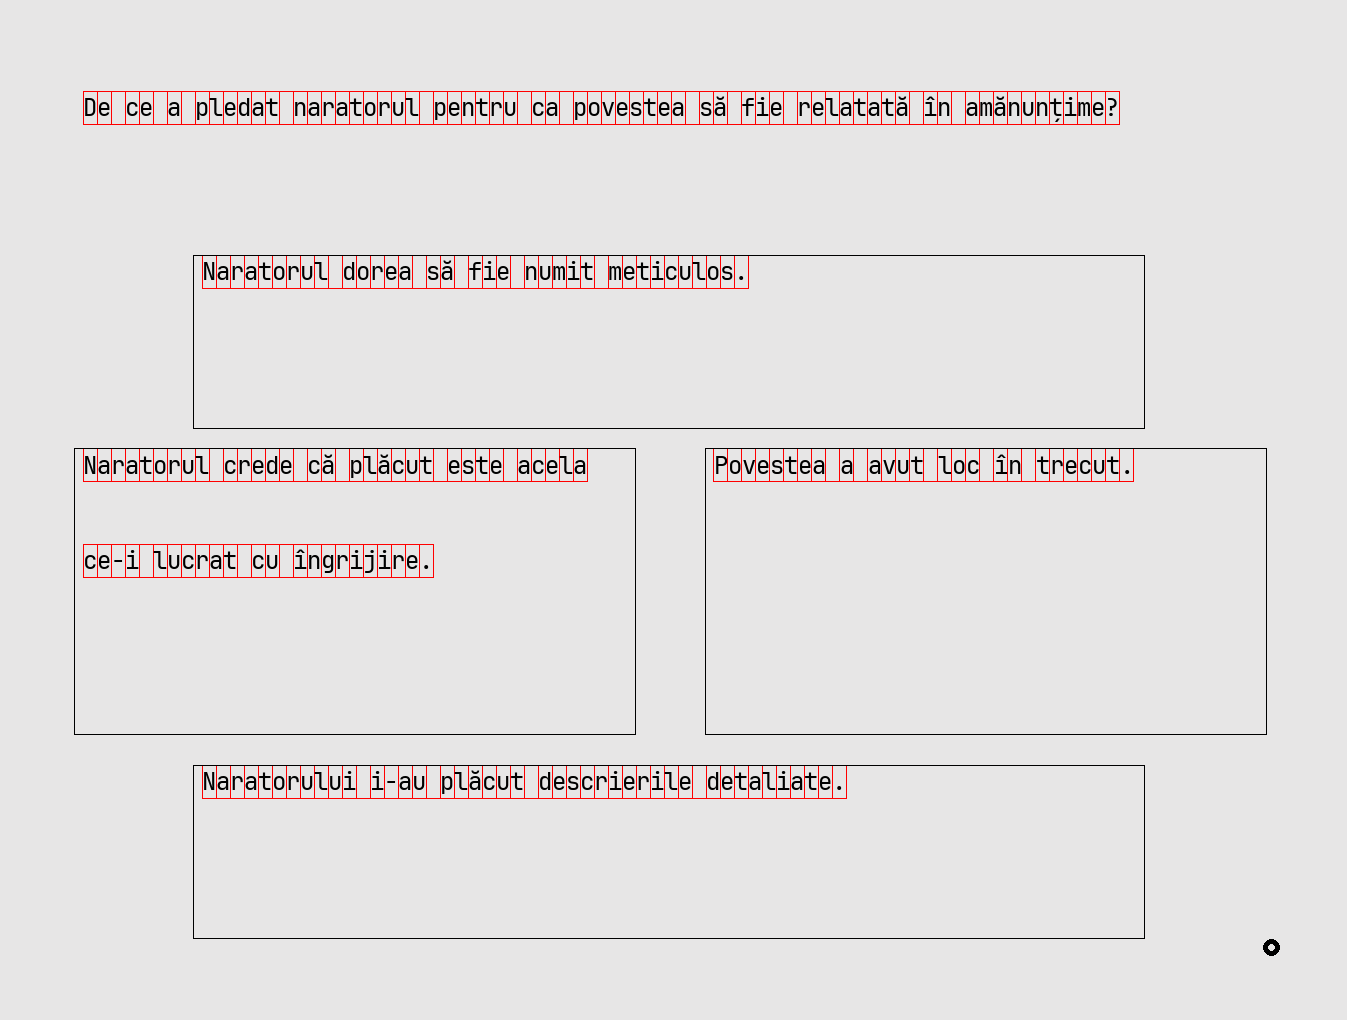 De ce a pledat naratorul pentru ca povestea să fie relatată în amănunțime?
Naratorul dorea să fie numit meticulos.
Naratorul crede că plăcut este acela
ce-i lucrat cu îngrijire.
Povestea a avut loc în trecut.
Naratorului i-au plăcut descrierile detaliate.